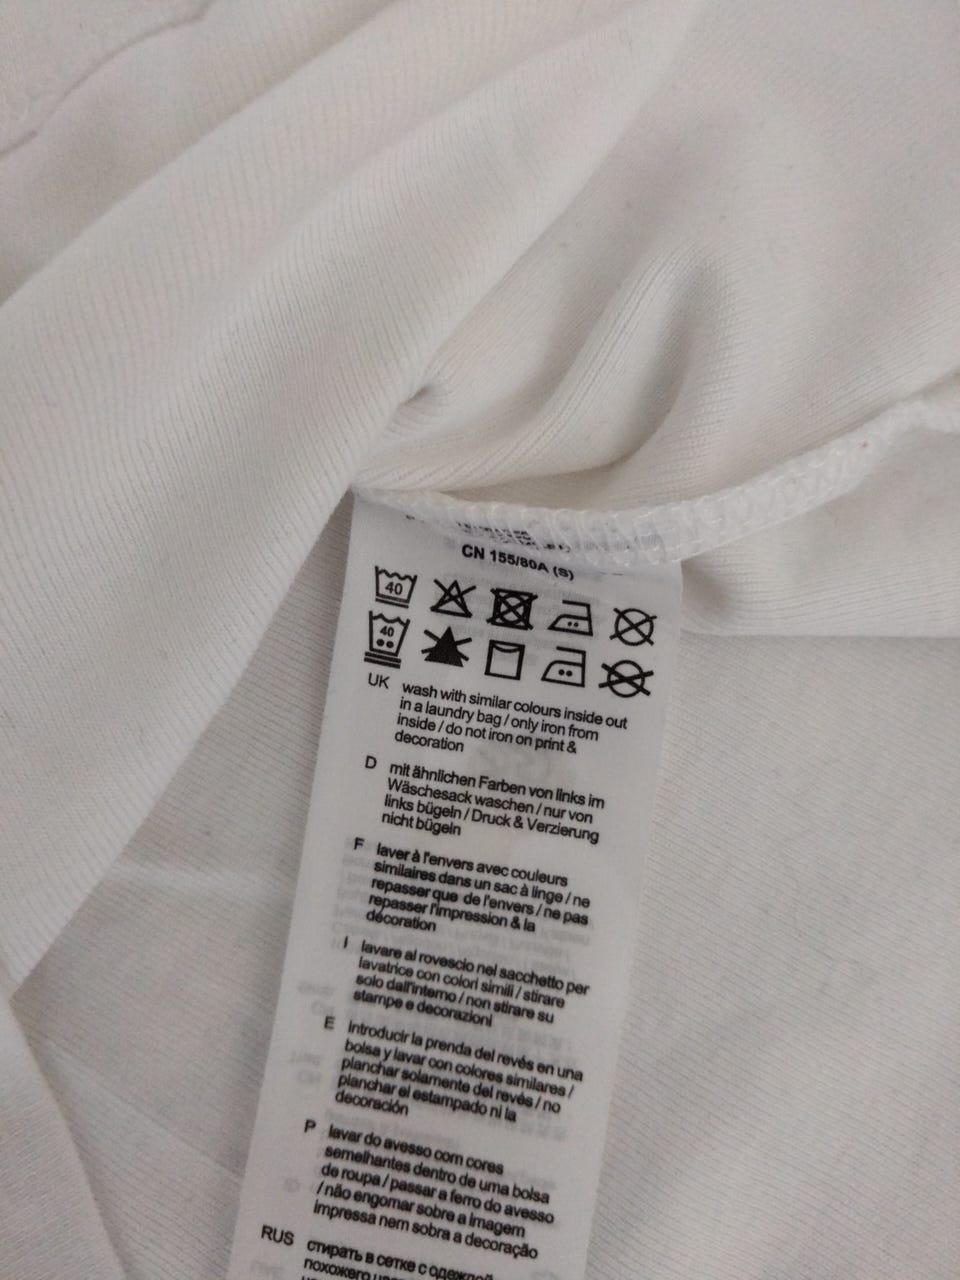 CN 155/80A (S)
40
40
UK wash with similar colours inside out
in a laundry bag / only iron from
inside / do not iron on print &
decoration
D mit ähnlichen Farben von links im
Wäschesack waschen / nur von
links bügeln / Druck & Verzierung
nicht bügeln
F laver à l'envers avec couleurs
similaires dans un sac à linge / ne
repasser que de l'envers / ne pas
repasser l'impression & la
décoration
I lavare al rovescio nel sacchetto per
lavatrice con colori simili / stirare
solo dall'interno / non stirare su
stampe e decorazioni
E introducir la prenda del revés en una
bolsa y lavar con colores similares /
planchar solamente del revés / no
planchar el estampado ni la
decoración
P lavar do avesso com cores
semelhantes dentro de uma bolsa
de roupa / passar a ferro do avesso
/ não engomar sobre a imagem
impressa nem sobra a decoração
RUS стирать в сетке с одеждой
похожего